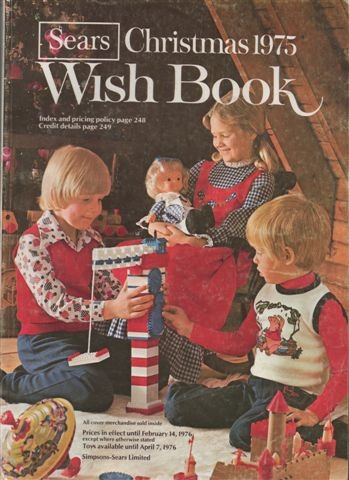 Sears Christmas 1975
Wish Book
Index and pricing policy page 248
Credit details page 249
All cover merchandise sold inside
Prices in effect until February 14, 1976
except where otherwise stated
Toys available until April 7, 1976
Simpsons-Sears Limited